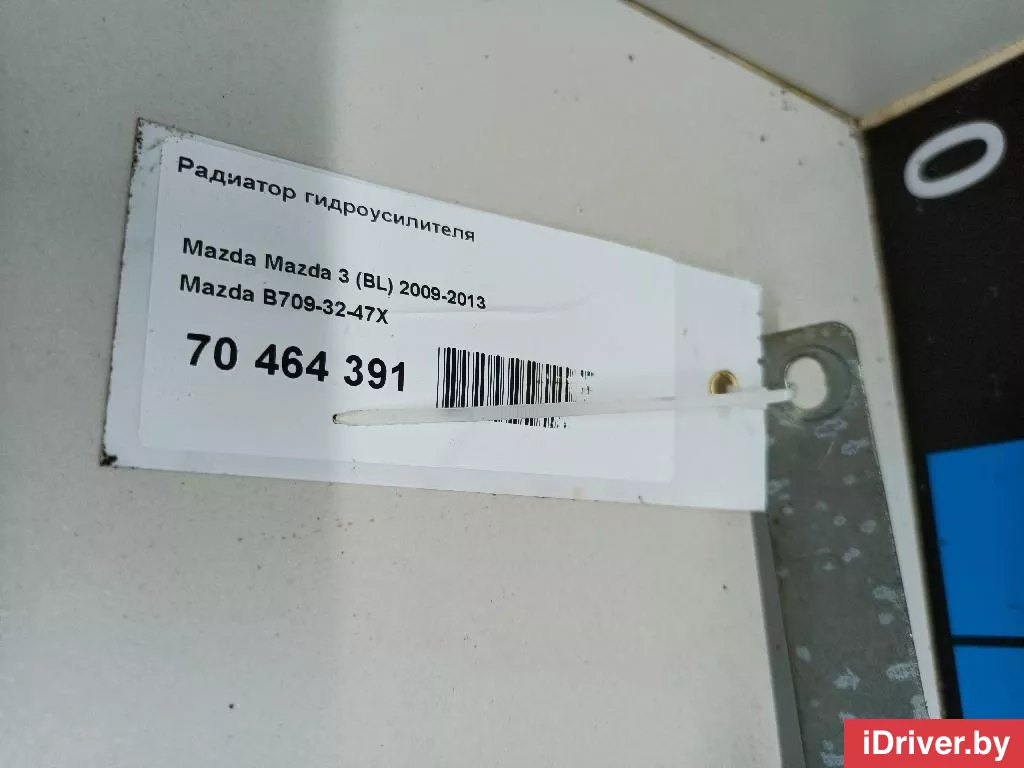 Радиатор гидроусилителя
Mazda Mazda 3 (BL) 2009-2013
Mazda B709-32-47X
70 464 391
0
iDriver.by